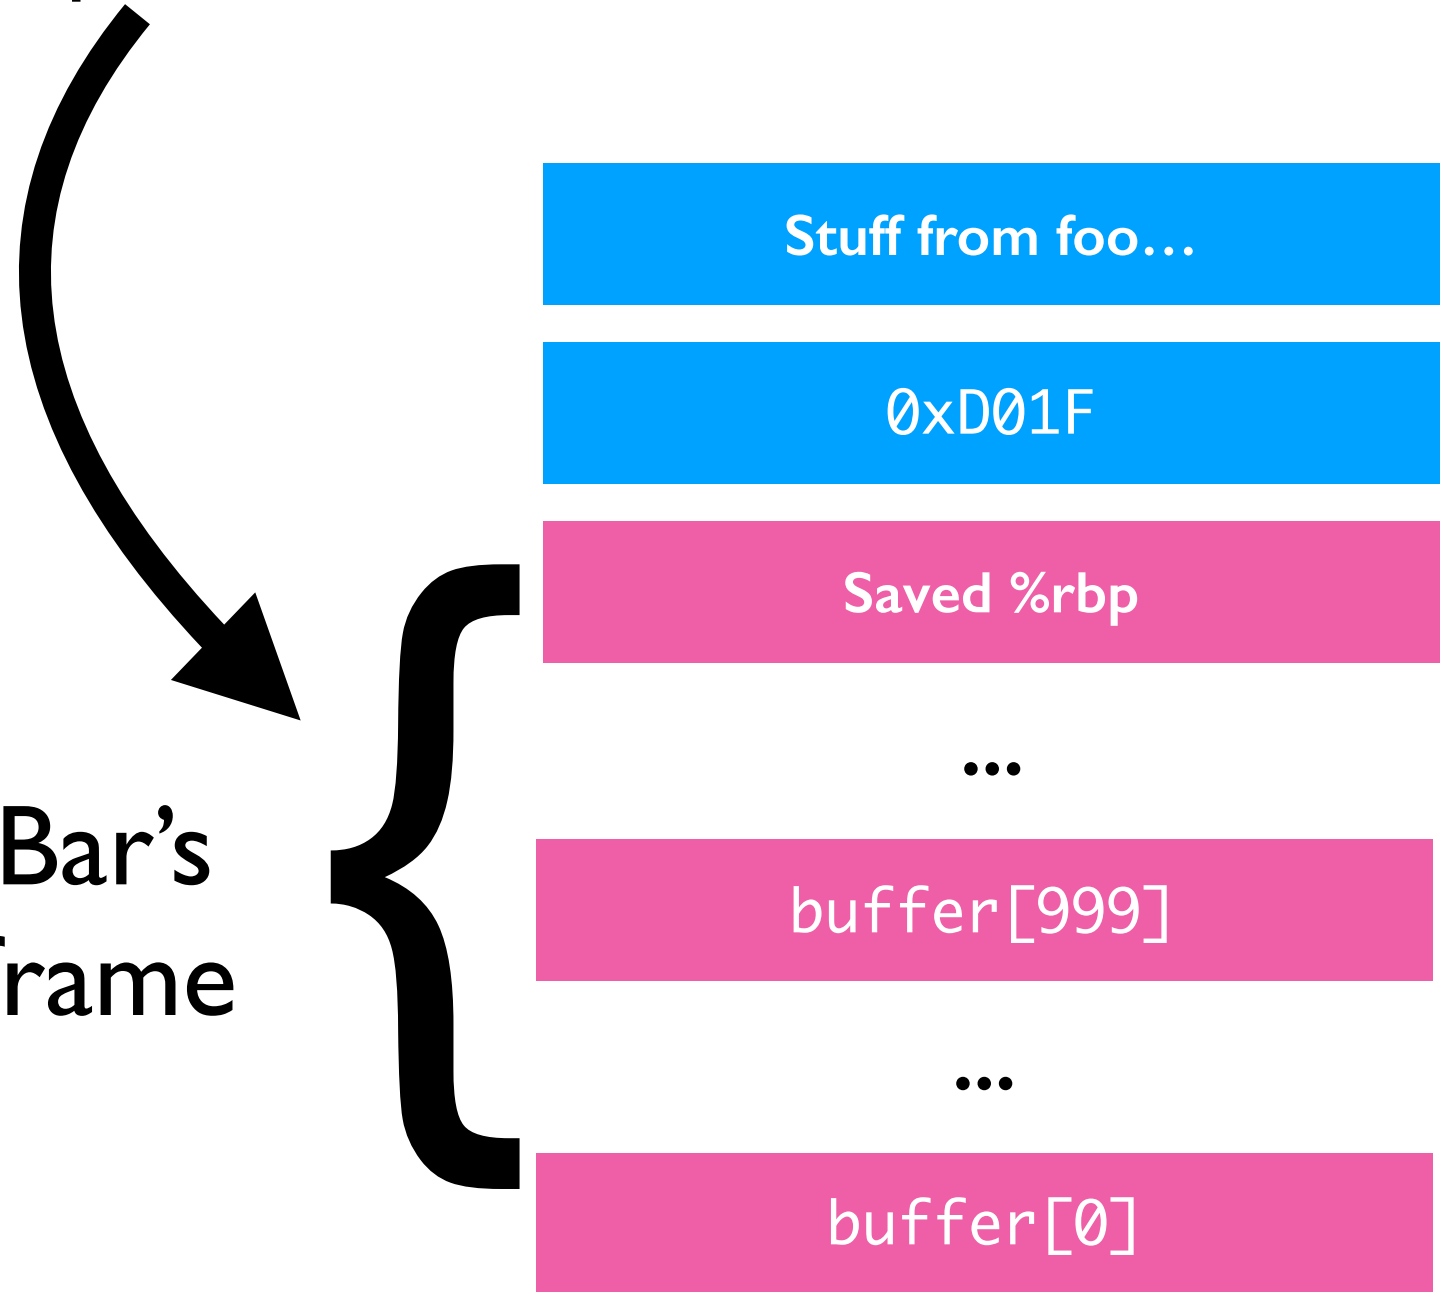 Stuff from foo…
0xD01F
Saved %rbp
...
Bar’s
buffer[999]
rame
...
buffer[0]